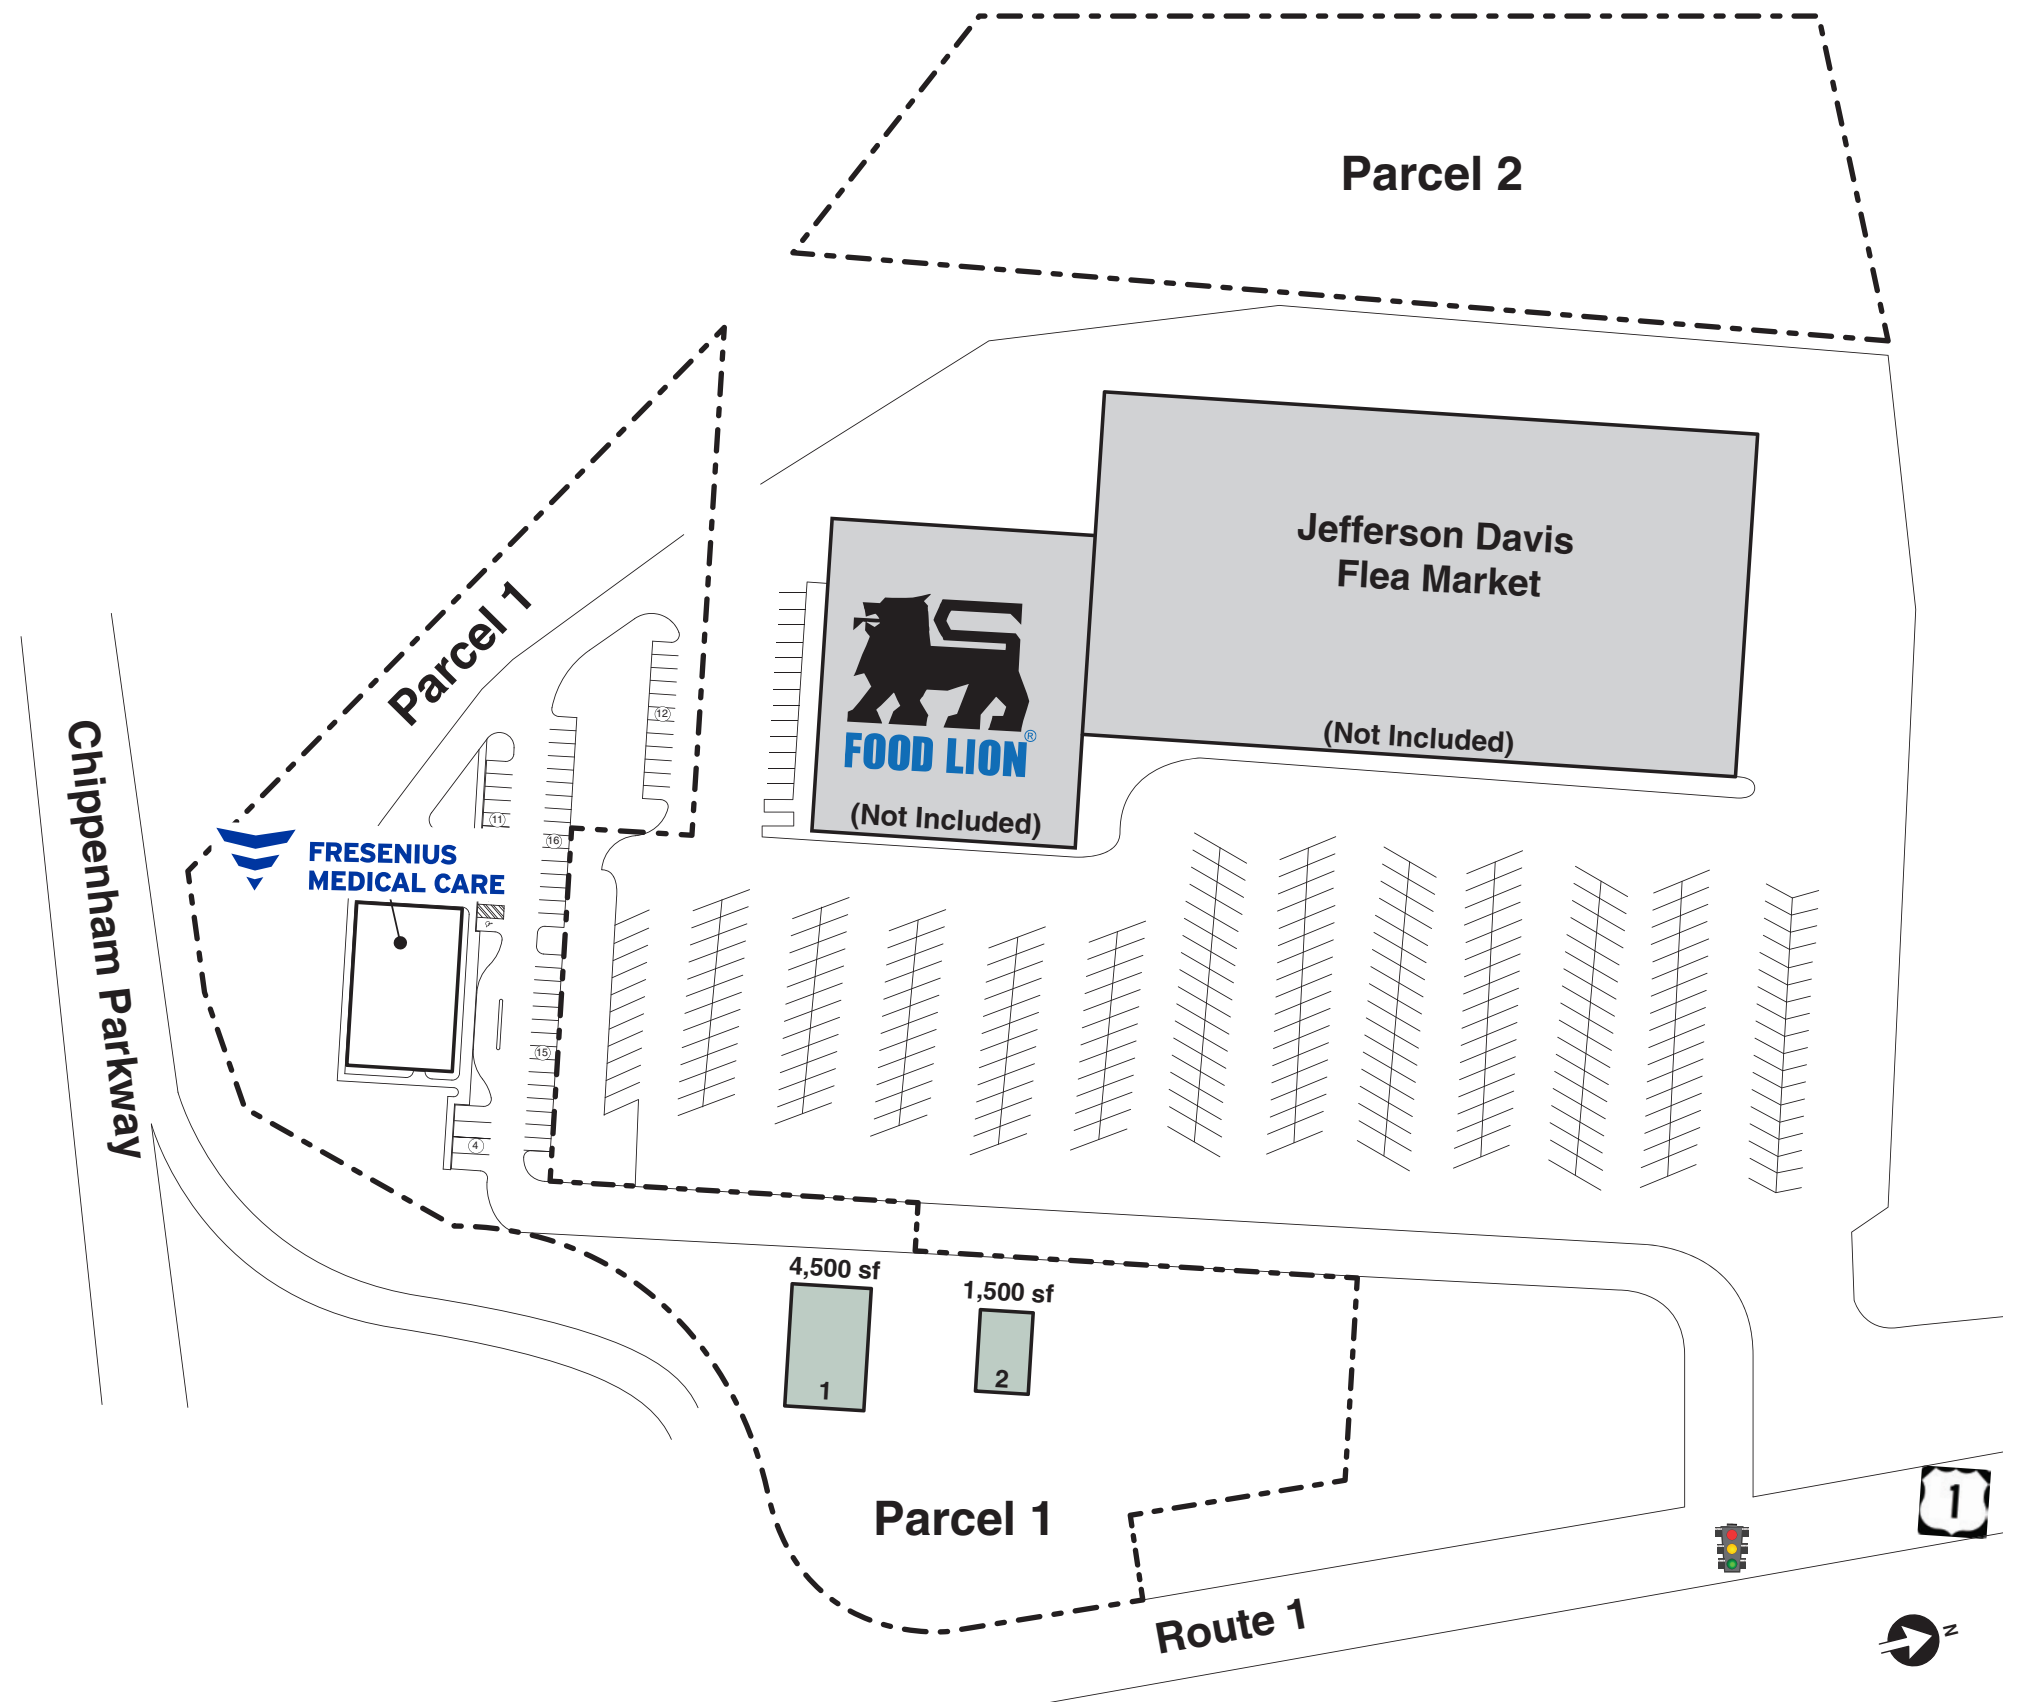 Parcel 2
Jefferson Davis
Flea Market
(Not Included)
Parcel 1
FOOD LION®
(Not Included)
12
11
16
FRESENIUS
MEDICAL CARE
15
4
Chippenham Parkway
4,500 sf
1
1,500 sf
2
Parcel 1
1
Route 1
N